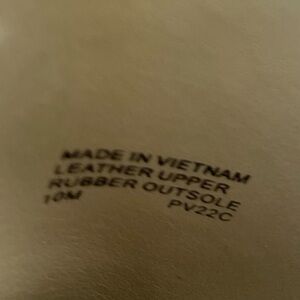 MADE IN VIETNAM
LEATHER UPPER
RUBBER OUTSOLE
10M PV22C